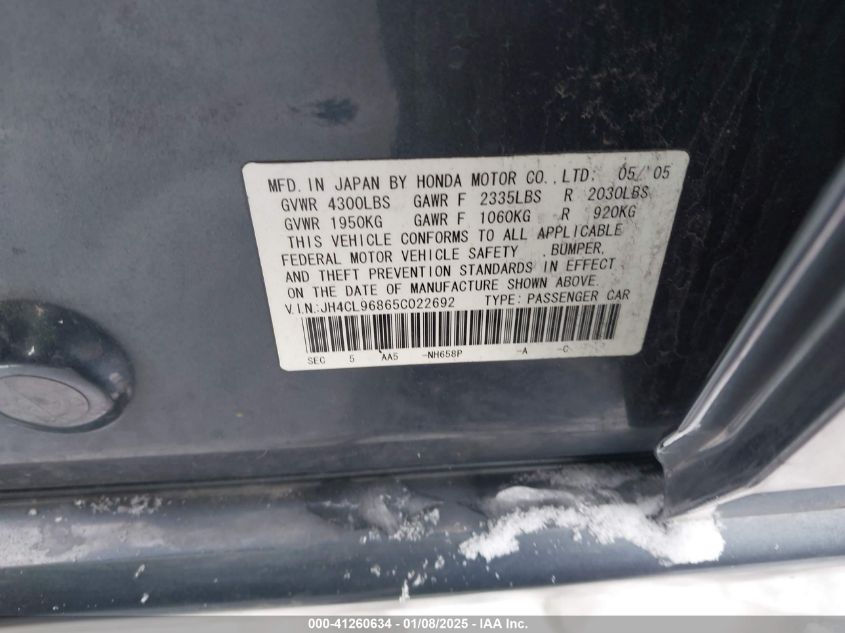 MFD. IN JAPAN BY HONDA MOTOR CO., LTD. 05/'05
GVWR 4300LBS GAWR F 2335LBS R 2030LBS
GVWR 1950KG GAWR F 1060KG R 920KG
THIS VEHICLE CONFORMS TO ALL APPLICABLE
FEDERAL MOTOR VEHICLE SAFETY , BUMPER,
AND THEFT PREVENTION STANDARDS IN EFFECT
ON THE DATE OF MANUFACTURE SHOWN ABOVE.
V.I.N.:JH4CL96865C022692 TYPE: PASSENGER CAR
SEC 5 AA5 -NH658P -A -C
000-41260634 - 01/08/2025 - IAA Inc.